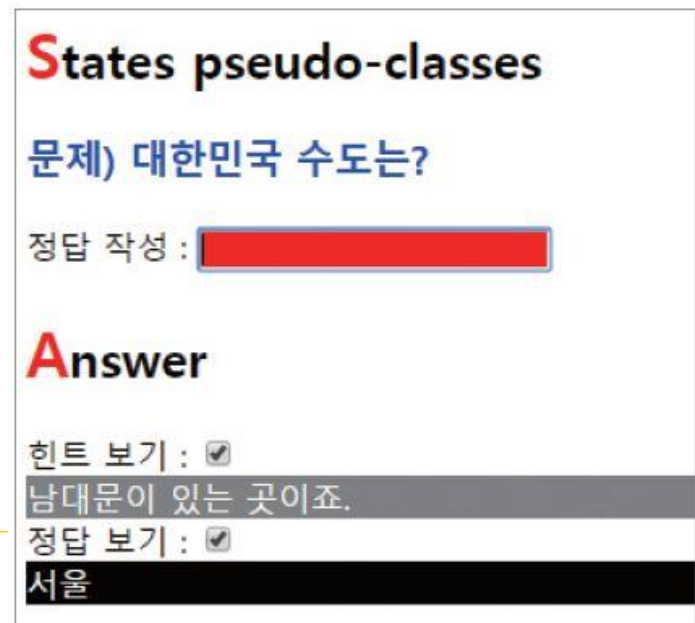 States pseudo-classes
문제) 대한민국 수도는?
정답 작성 :
Answer
힌트 보기 :
남대문이 있는 곳이죠.
정답 보기 :
서울